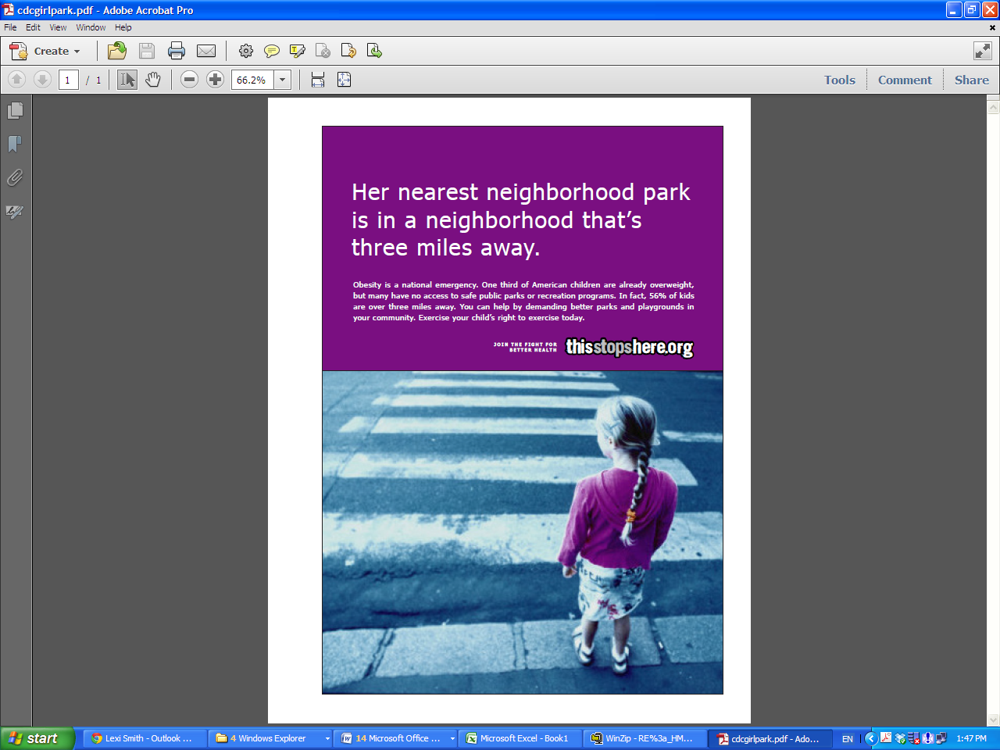 cdcgirlpark.pdf - Adobe Acrobat Pro
File Edit View Window Help
Create
1 / 1 66.2% Tools Comment Share
Her nearest neighborhood park
is in a neighborhood that's
three miles away.
Obesity is a national emergency. One third of American children are already overweight,
but many have no access to safe public parks or recreation programs. In fact, 56% of kids
are over three miles away. You can help by demanding better parks and playgrounds in
your community. Exercise your child's right to exercise today.
JOIN THE FIGHT FOR
BETTER HEALTH
thisstopshere.org
start Lexi Smith - Outlook ... 4 Windows Explorer 14 Microsoft Office ... Microsoft Excel - Book1 WinZip - RE%3a_HM... cdcgirlpark.pdf - Ado... EN 1:47 PM